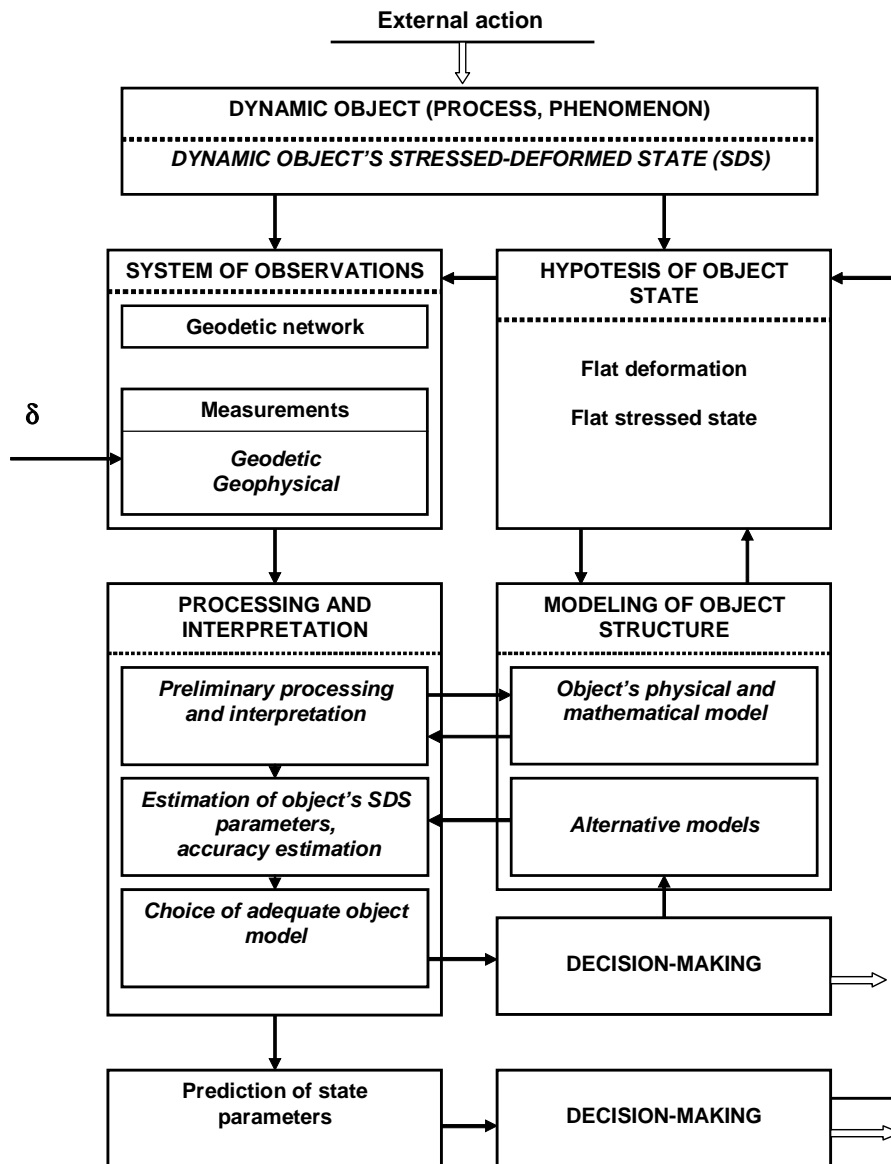 External action
DYNAMIC OBJECT (PROCESS, PHENOMENON)
DYNAMIC OBJECT’S STRESSED-DEFORMED STATE (SDS)
SYSTEM OF OBSERVATIONS
Geodetic network
δ
Measurements
Geodetic
Geophysical
HYPOTESIS OF OBJECT
STATE
Flat deformation
Flat stressed state
PROCESSING AND
INTERPRETATION
Preliminary processing
and interpretation
Estimation of object’s SDS
parameters,
accuracy estimation
Choice of adequate object
model
MODELING OF OBJECT
STRUCTURE
Object’s physical and
mathematical model
Alternative models
DECISION-MAKING
Prediction of state
parameters
DECISION-MAKING